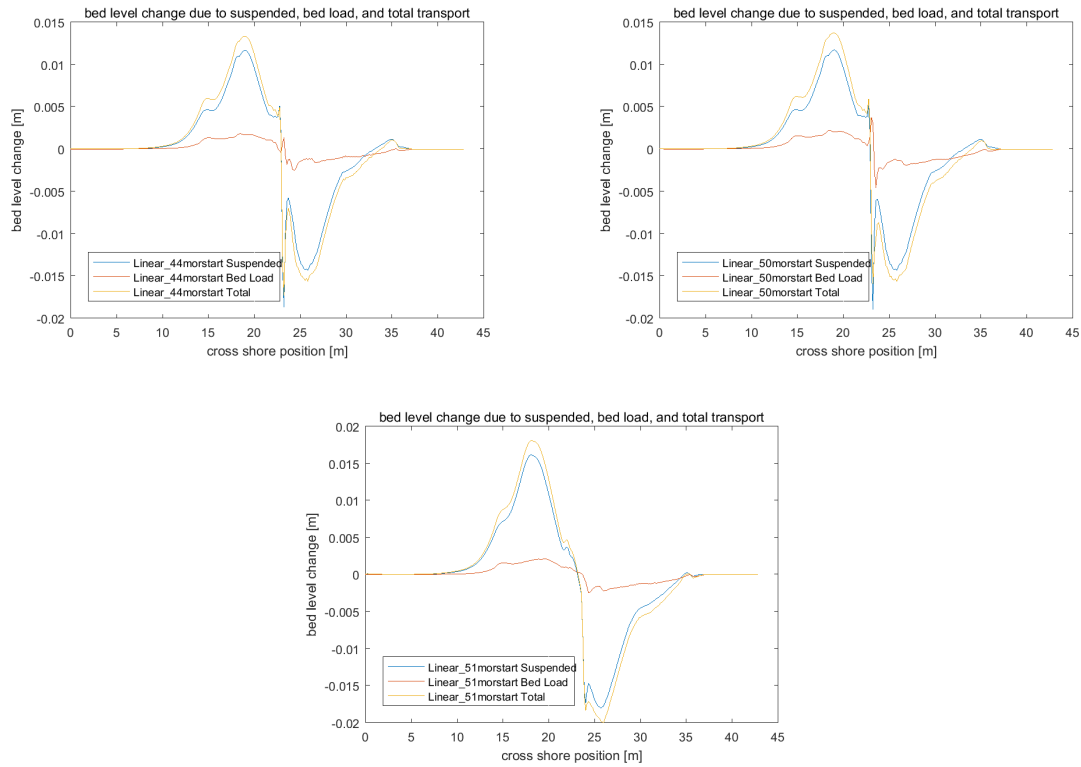 bed level change due to suspended, bed load, and total transport
0.015
0.01
0.005
0
-0.005
-0.01
-0.015
-0.02
bed level change [m]
Linear_44morstart Suspended
Linear_44morstart Bed Load
Linear_44morstart Total
0 5 10 15 20 25 30 35 40 45
cross shore position [m]
bed level change due to suspended, bed load, and total transport
0.015
0.01
0.005
0
-0.005
-0.01
-0.015
-0.02
bed level change [m]
Linear_50morstart Suspended
Linear_50morstart Bed Load
Linear_50morstart Total
0 5 10 15 20 25 30 35 40 45
cross shore position [m]
bed level change due to suspended, bed load, and total transport
0.02
0.015
0.01
0.005
0
-0.005
-0.01
-0.015
-0.02
bed level change [m]
Linear_51morstart Suspended
Linear_51morstart Bed Load
Linear_51morstart Total
0 5 10 15 20 25 30 35 40 45
cross shore position [m]